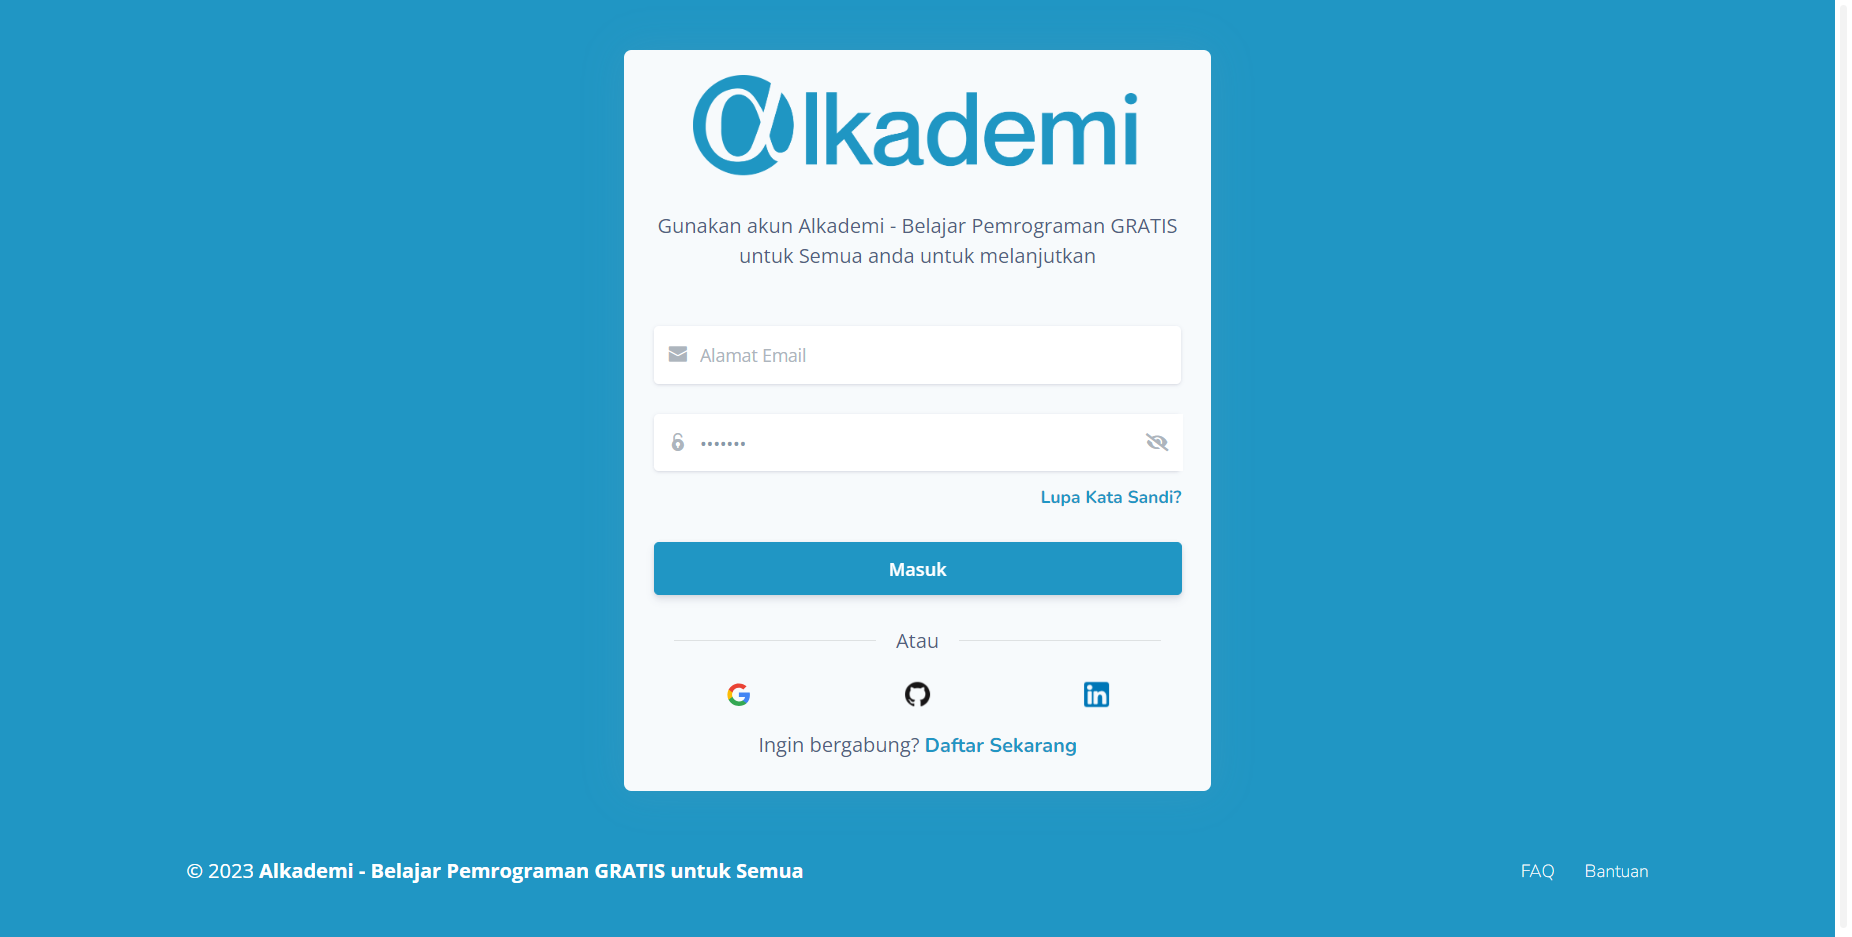 αlkademi
Gunakan akun Alkademi - Belajar Pemrograman GRATIS
untuk Semua anda untuk melanjutkan
Alamat Email
•••••••
Lupa Kata Sandi?
Masuk
Atau
Ingin bergabung? Daftar Sekarang
© 2023 Alkademi - Belajar Pemrograman GRATIS untuk Semua
FAQ Bantuan